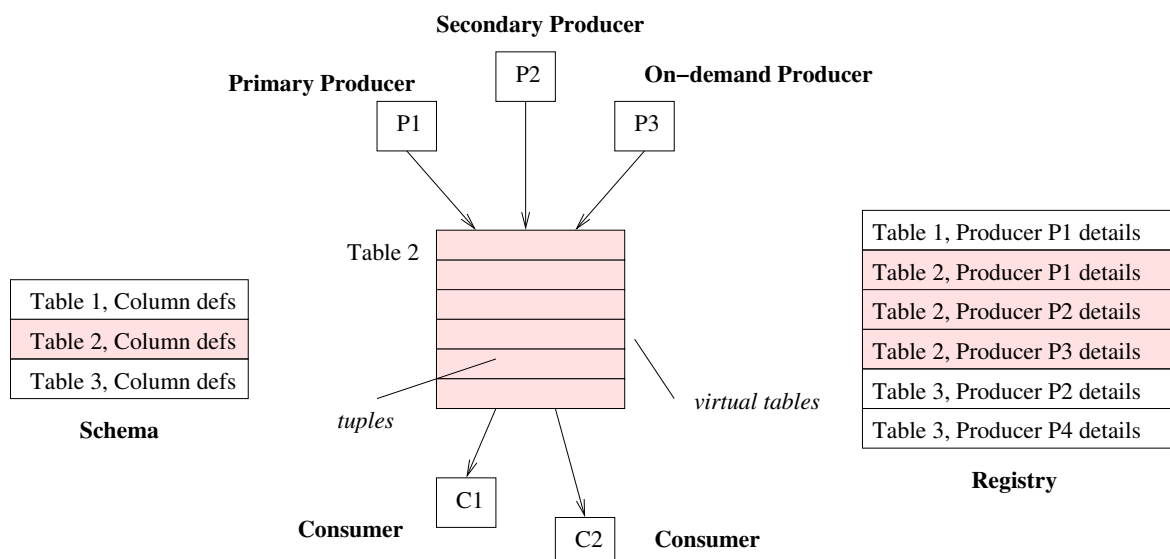 Secondary Producer
P2
Primary Producer
On−demand Producer
P1
P3
Table 2
Table 1, Column defs
Table 2, Column defs
Table 3, Column defs
Schema
tuples
virtual tables
Table 1, Producer P1 details
Table 2, Producer P1 details
Table 2, Producer P2 details
Table 2, Producer P3 details
Table 3, Producer P2 details
Table 3, Producer P4 details
Registry
C1
Consumer
C2
Consumer